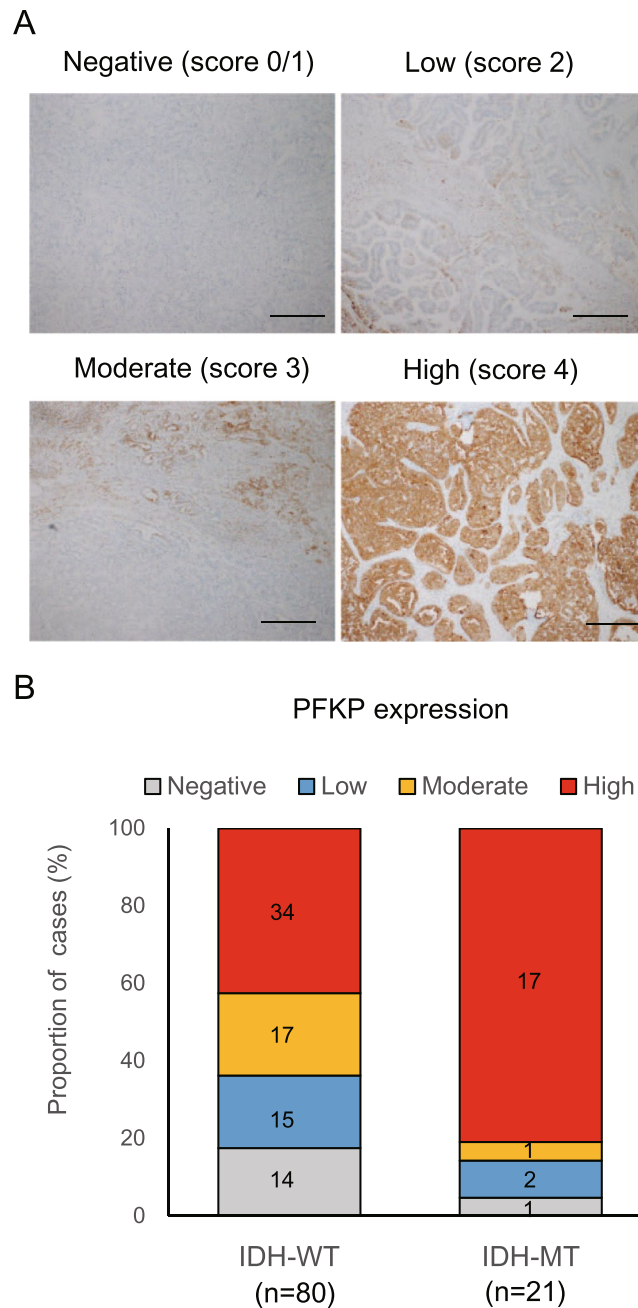 A
Negative (score 0/1)
Low (score 2)
Moderate (score 3)
High (score 4)
B
PFKP expression
Negative Low Moderate High
Proportion of cases (%)
100
80
60
40
20
0
34
17
15
14
17
1
2
1
IDH-WT
(n=80)
IDH-MT
(n=21)